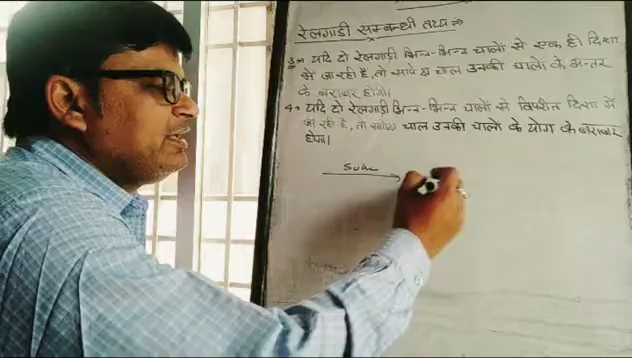 रेलगाड़ी सम्बन्धी तथ्य
3→ यदि दो रेलगाड़ी भिन्न-भिन्न चालों से एक ही दिशा
में जा रही है, तो सापेक्ष चाल उनकी चालों के अन्तर
के बराबर होगी।
4→ यदि दो रेलगाड़ी भिन्न-भिन्न चालों से विपरीत दिशा में
जा रही है, तो सापेक्ष चाल उनकी चालों के योग के बराबर
होगा।